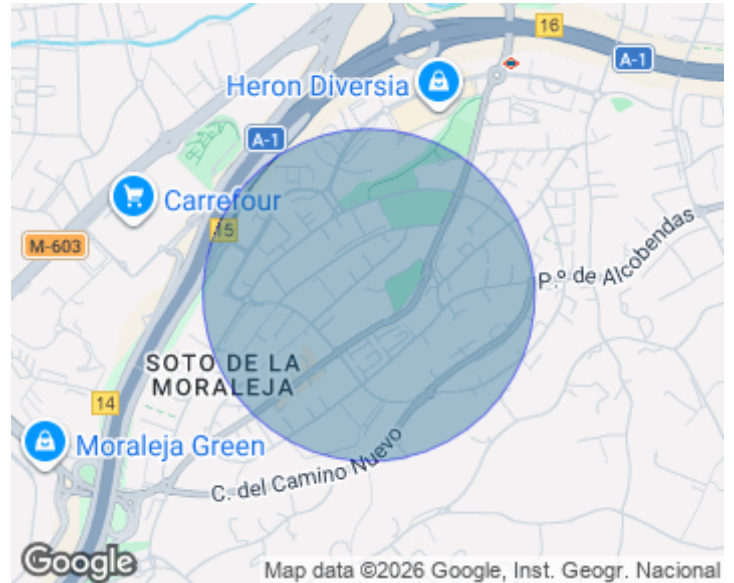 16
A-1
Heron Diversia
A-1
Carrefour
15
M-603
P.º de Alcobendas
SOTO DE LA
MORALEJA
14
Moraleja Green
C. del Camino Nuevo
Google
Map data ©2026 Google, Inst. Geogr. Nacional